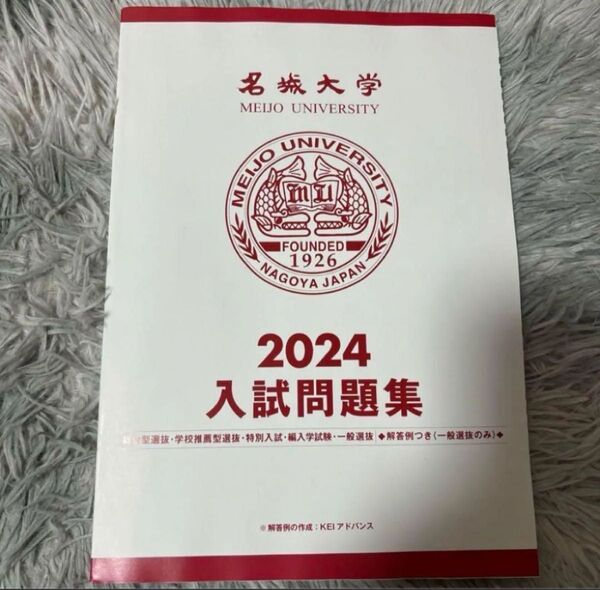 名城大学
MEIJO UNIVERSITY
MEIJO UNIVERSITY
MU
FOUNDED
1926
NAGOYA JAPAN
2024
入試問題集
型選抜・学校推薦型選抜・特別入試・編入学試験・一般選抜 ◆解答例つき(一般選抜のみ)◆
※解答例の作成:KEIアドバンス